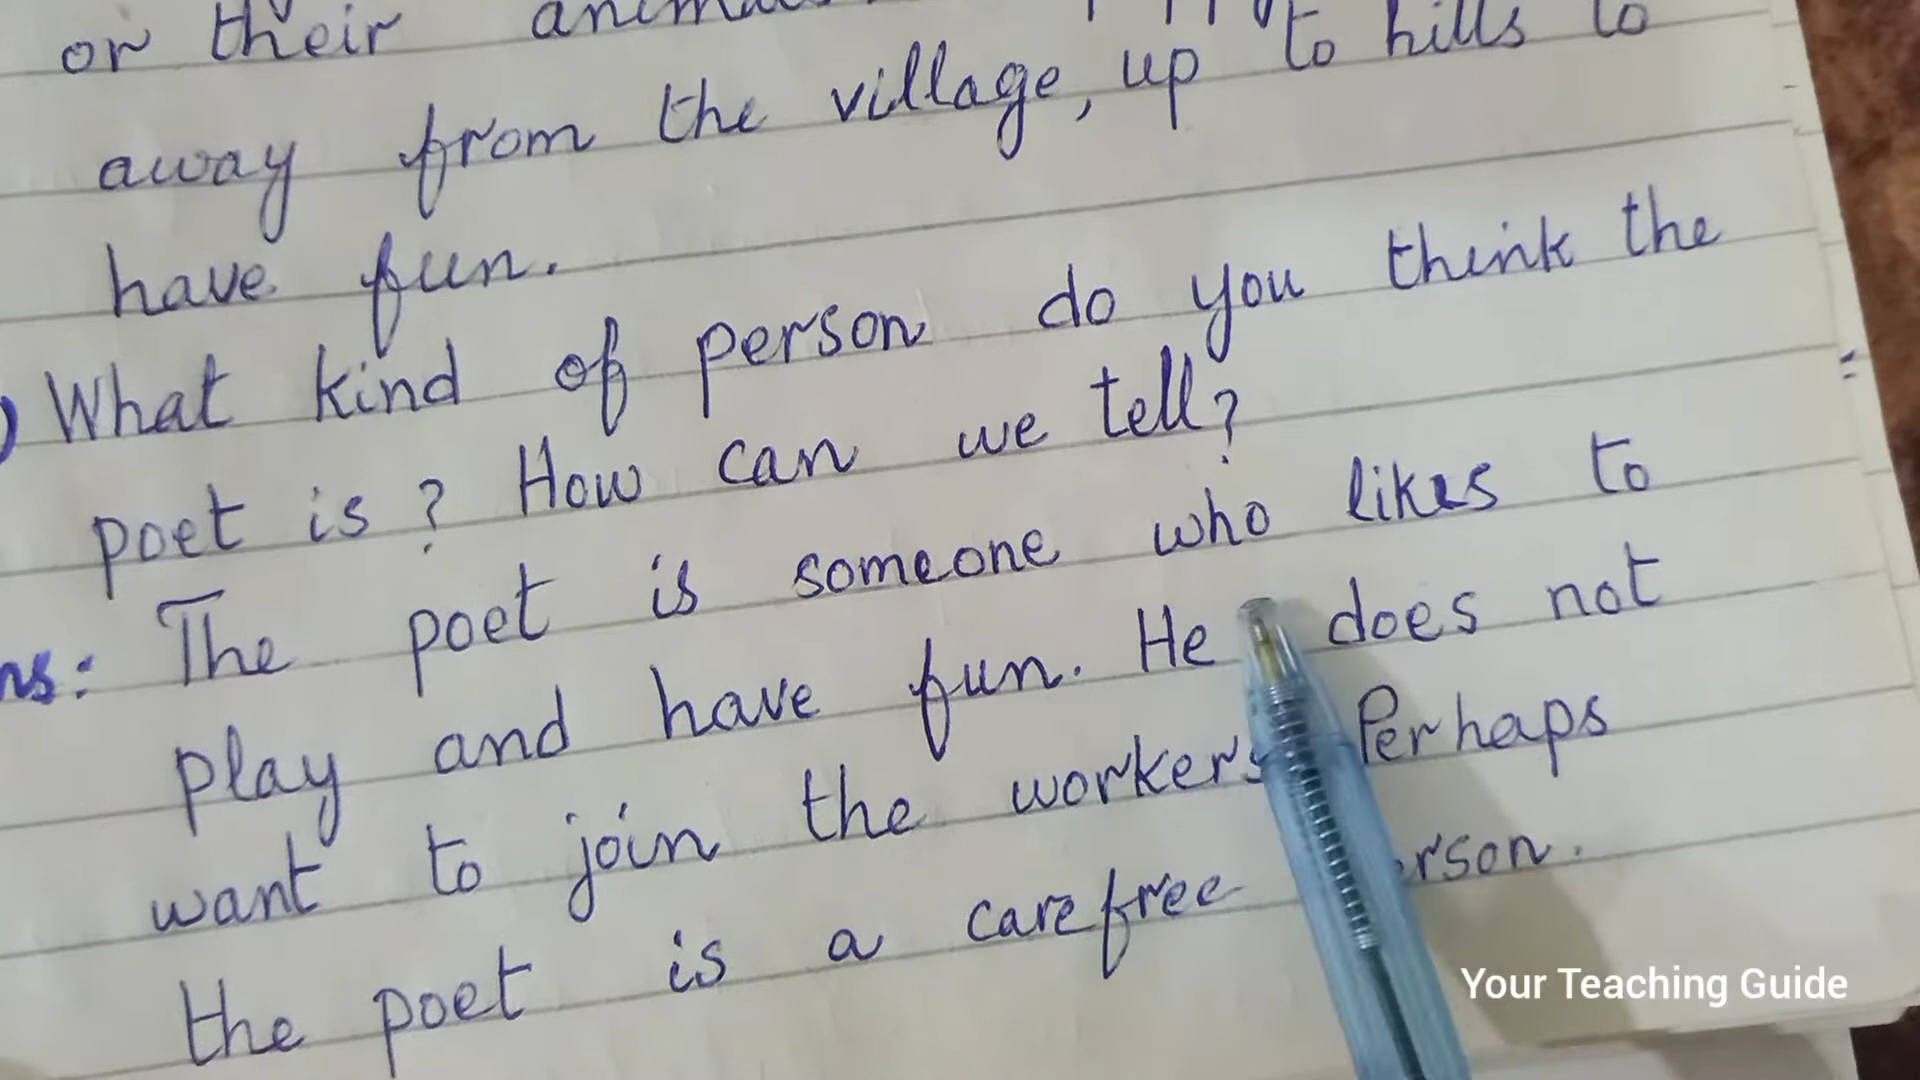 or their
away from the village, up to hills to
have fun.
) What kind of person do you think the
poet is? How can we tell?
ns: The poet is someone who likes to
play and have fun. He does not
want to join the workers Perhaps
the poet is a carefree erson.
Your Teaching Guide